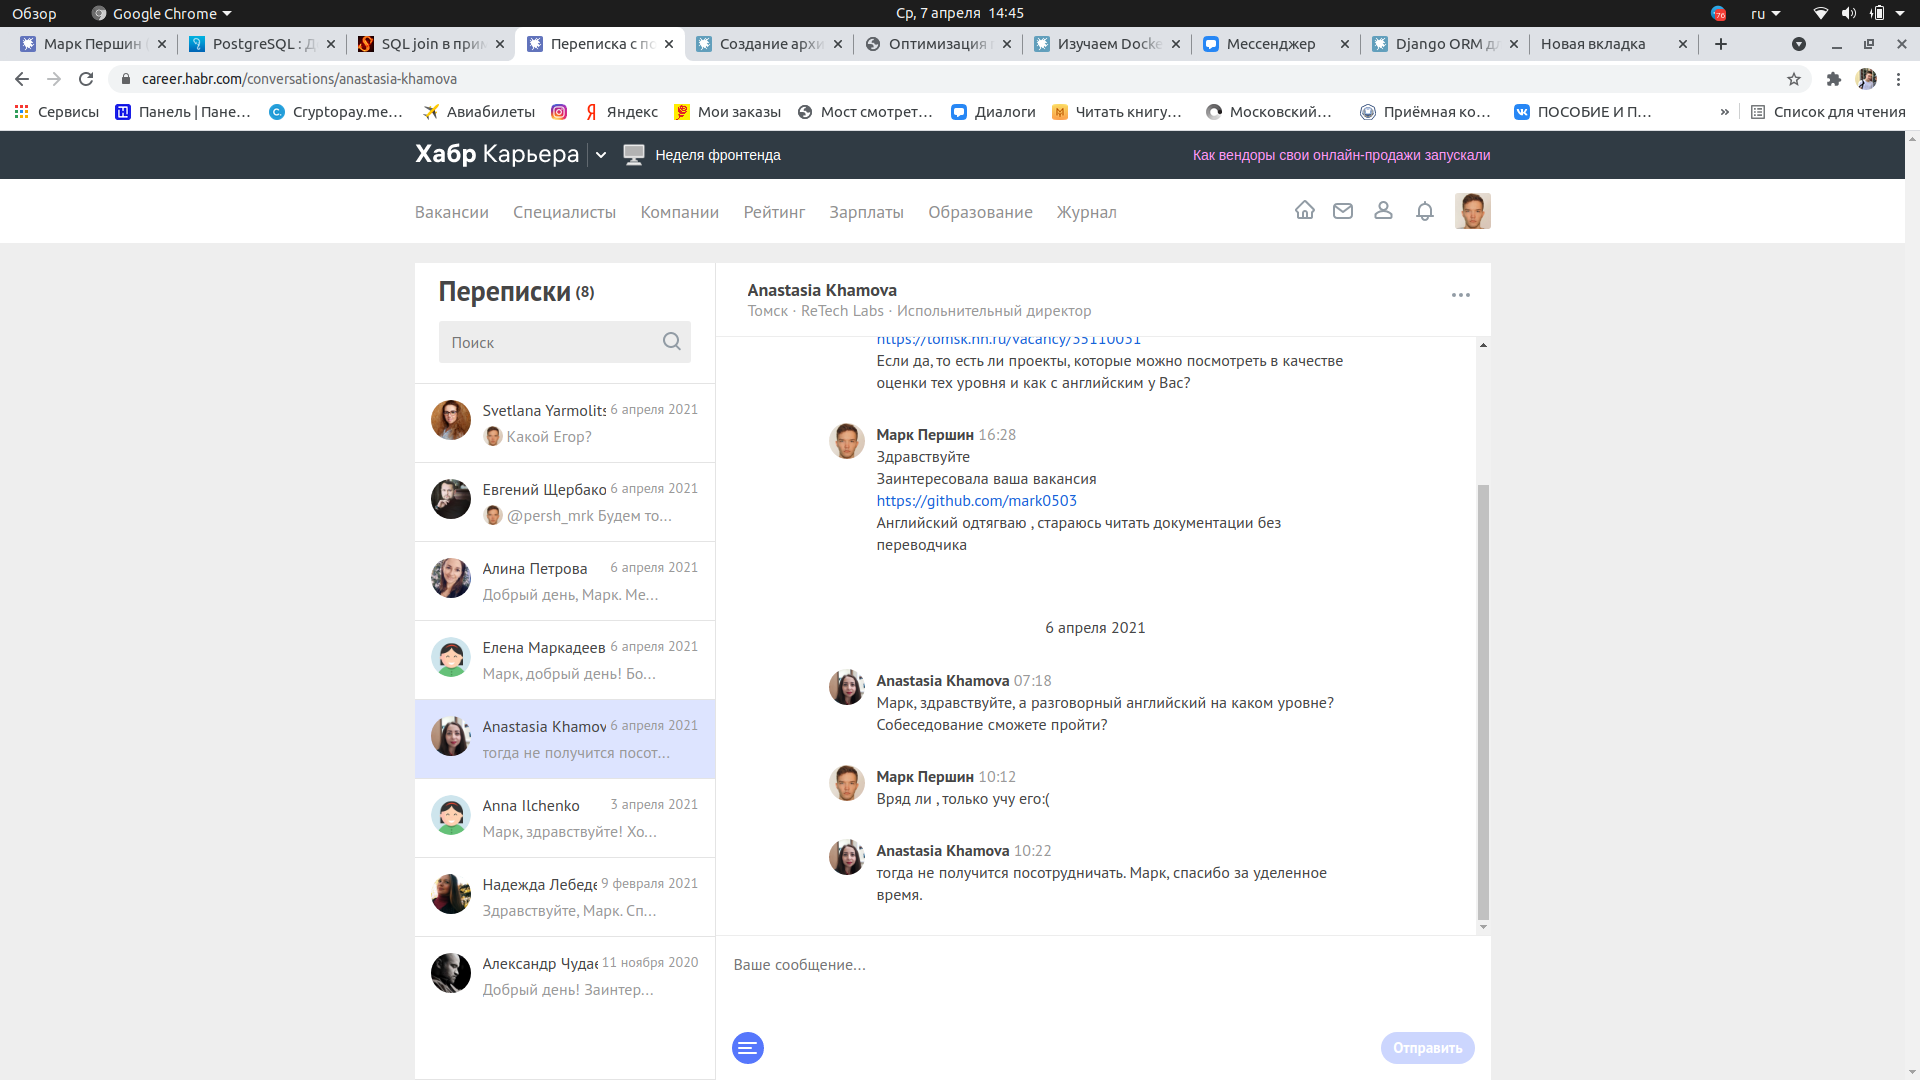 Обзор
Google Chrome
Ср, 7 апреля 14:45
76
ru
Марк Першин
PostgreSQL : Д
SQL join в прим
Переписка с по
Создание архи
Оптимизация
Изучаем Docke
Мессенджер
Django ORM дл
Новая вкладка
career.habr.com/conversations/anastasia-khamova
Сервисы
Панель | Пане...
Cryptopay.me...
Авиабилеты
Яндекс
Мои заказы
Мост смотрет...
Диалоги
Читать книгу...
Московский...
Приёмная ко...
ПОСОБИЕ И П...
»
Список для чтения
Хабр Карьера
Неделя фронтенда
Как вендоры свои онлайн-продажи запускали
Вакансии
Специалисты
Компании
Рейтинг
Зарплаты
Образование
Журнал
Переписки (8)
Поиск
Svetlana Yarmolits 6 апреля 2021
Какой Егор?
Евгений Щербако 6 апреля 2021
@persh_mrk Будем то...
Алина Петрова 6 апреля 2021
Добрый день, Марк. Ме...
Елена Маркадеев 6 апреля 2021
Марк, добрый день! Бо...
Anastasia Khamov 6 апреля 2021
тогда не получится посот...
Anna Ilchenko 3 апреля 2021
Марк, здравствуйте! Хо...
Надежда Лебеде 9 февраля 2021
Здравствуйте, Марк. Сп...
Александр Чудае 11 ноября 2020
Добрый день! Заинтер...
Anastasia Khamova
Томск · ReTech Labs · Испольнительный директор
https://tomsk.hh.ru/vacancy/35110031
Если да, то есть ли проекты, которые можно посмотреть в качестве
оценки тех уровня и как с английским у Вас?
Марк Першин 16:28
Здравствуйте
Заинтересовала ваша вакансия
https://github.com/mark0503
Английский одтягваю , стараюсь читать документации без
переводчика
6 апреля 2021
Anastasia Khamova 07:18
Марк, здравствуйте, а разговорный английский на каком уровне?
Собеседование сможете пройти?
Марк Першин 10:12
Вряд ли , только учу его:(
Anastasia Khamova 10:22
тогда не получится посотрудничать. Марк, спасибо за уделенное
время.
Ваше сообщение...
Отправить